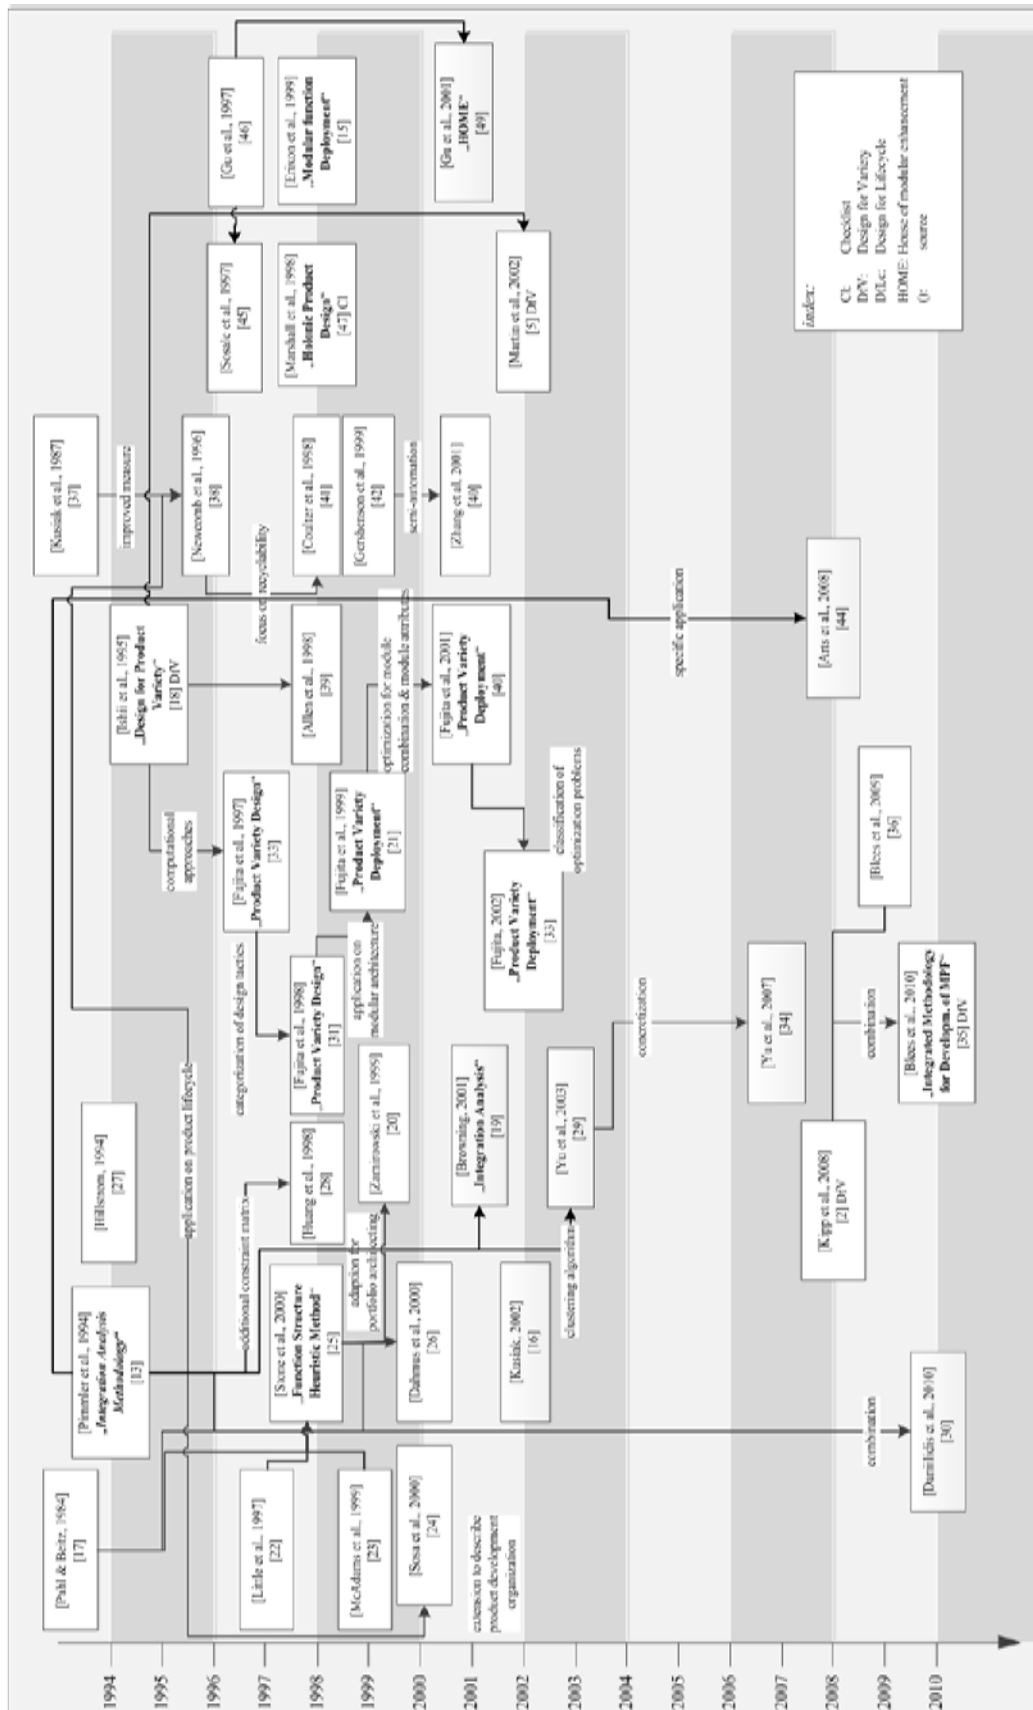 1994
1995
1996
1997
1998
1999
2000
2001
2002
2003
2004
2005
2006
2007
2008
2009
2010
[Pahl & Beitz, 1984]
[17]
[Pimmler et al., 1994]
„Integration Analysis
Methodology“
[13]
[Hillstrom, 1994]
[27]
[Ishii et al., 1995]
„Design for Product
Variety“
[18] DfV
[Kusiak et al., 1987]
[37]
improved measure
[Newcomb et al., 1996]
[38]
[Sosale et al., 1997]
[45]
[Gu et al., 1997]
[46]
application on product lifecycle
additional constraint matrix
computational
approaches
[Fujita et al., 1997]
„Product Variety Design“
[Little et al., 1997]
[22]
categorization of design tactics
focus on recyclability
[Stone et al., 2000]
„Function Structure
Heuristic Method“
[25]
[Huang et al., 1998]
[28]
[Fujita et al., 1998]
„Product Variety Design“
[31]
[Allen et al., 1998]
[39]
[Coulter et al., 1998]
[41]
[Marshall et al., 1998]
„Holonic Product
Design“
[47] Cl
[Erixon et al., 1999]
„Modular function
Deployment“
[15]
[McAdams et al., 1999]
[23]
adaption for
portfolio architecting
[Zamirowski et al., 1999]
[20]
application on
modular architecture
[Fujita et al., 1999]
„Product Variety
Deployment“
[21]
optimization for module
combination & module attributes
[Gershenson et al., 1999]
[42]
semi-automation
[Sosa et al., 2000]
[24]
[Dahmus et al., 2000]
[26]
[Browning, 2001]
„Integration Analysis“
[19]
[Fujita et al., 2001]
„Product Variety
Deployment“
[40]
[Zhang et al., 2001]
[Gu et al., 2001]
„HOME“
[49]
extension to describe
product development
organization
[Kusiak, 2002]
[16]
[Fujita, 2002]
„Product Variety
Deployment“
[33]
[Martin et al., 2002]
[5] DfV
clustering algorithm
[Yu et al., 2003]
[29]
classification of
optimization problems
concretization
specific application
[Yu et al., 2007]
[34]
[Kipp et al., 2008]
[2] DfV
[Arts et al., 2008]
[44]
[Blees et al., 2005]
[36]
combination
combination
[Blees et al., 2010]
„Integrated Methodology
for Developm. of MPF“
[35] DfV
[30]
index:
Cl: Checklist
DfV: Design for Variety
DfLc: Design for Lifecycle
HOME: House of modular enhancement
(): source